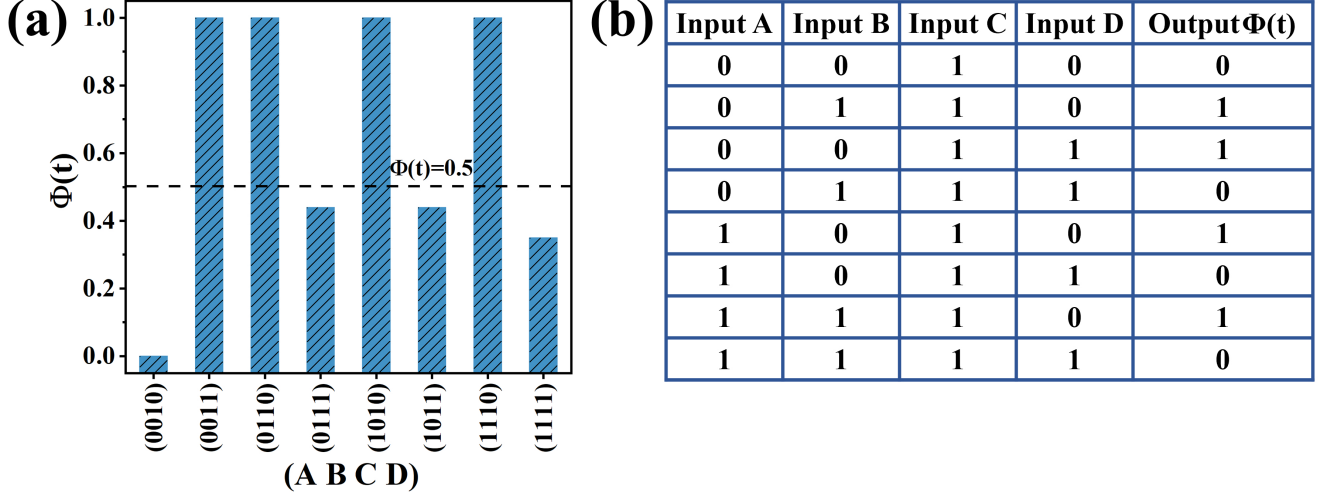 (a)
Φ(t)
1.0
0.8
0.6
0.4
0.2
0.0
Φ(t)=0.5
(0010) (0011) (0110) (0111) (1010) (1011) (1110) (1111)
(A B C D)
(b)
Input A Input B Input C Input D OutputΦ(t)
0 0 1 0 0
0 1 1 0 1
0 0 1 1 1
0 1 1 1 0
1 0 1 0 1
1 0 1 1 0
1 1 1 0 1
1 1 1 1 0